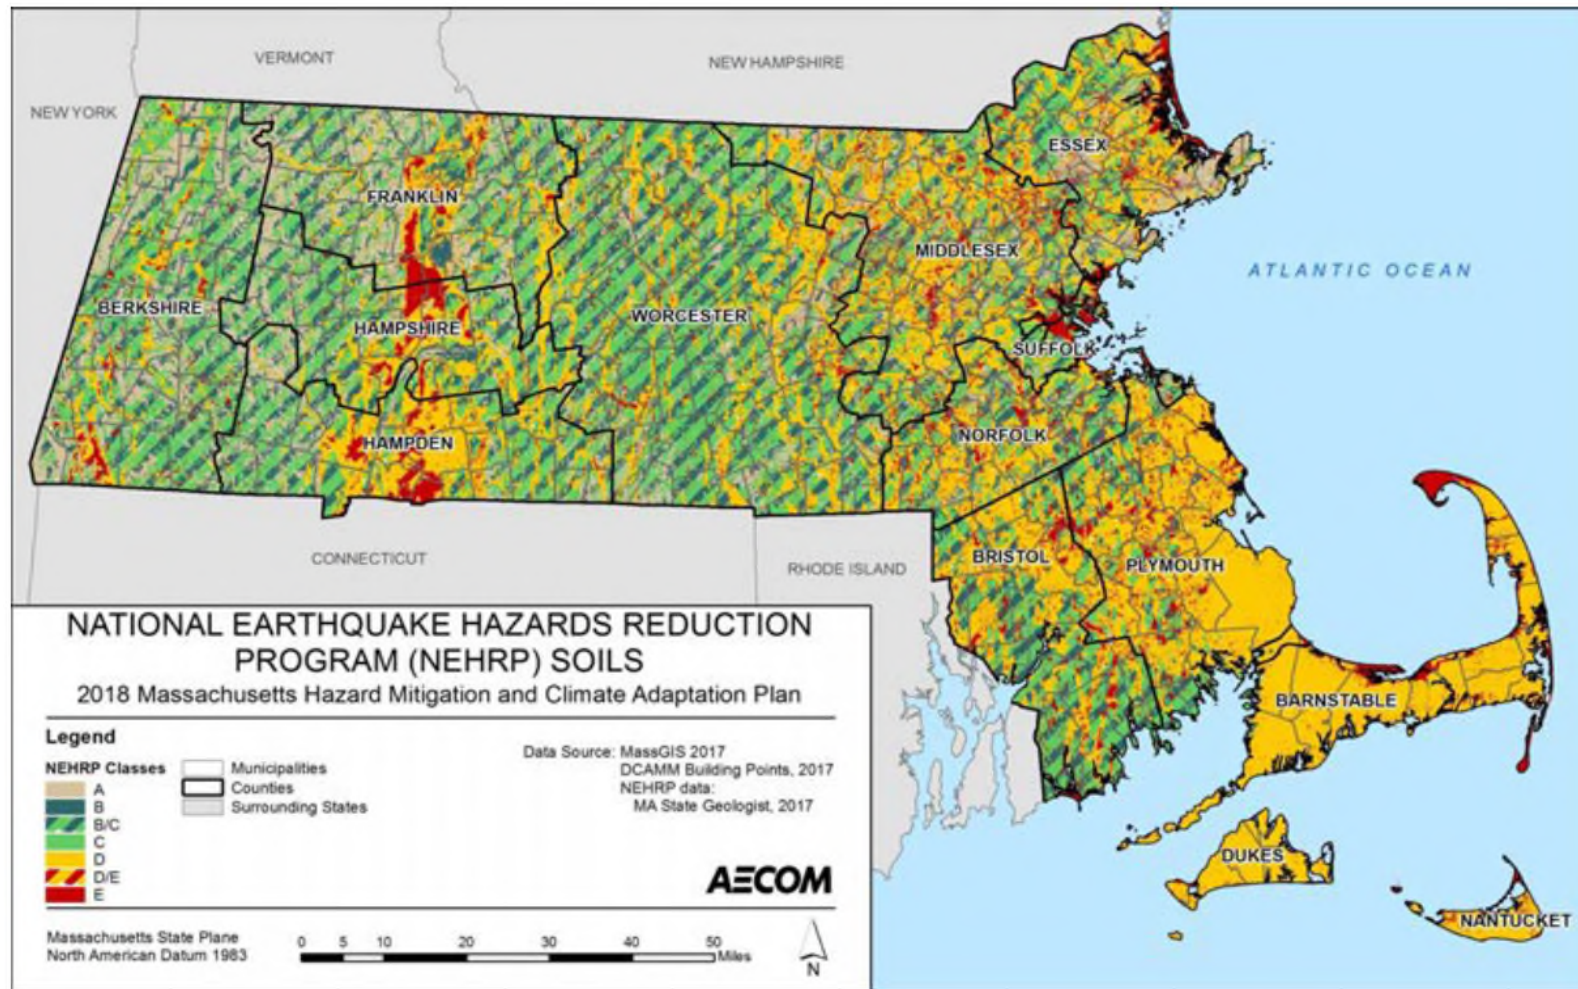 VERMONT
NEW HAMPSHIRE
NEW YORK
ESSEX
FRANKLIN
MIDDLESEX
ATLANTIC OCEAN
BERKSHIRE
WORCESTER
HAMPSHIRE
SUFFOLK
HAMPDEN
NORFOLK
CONNECTICUT
RHODE ISLAND
BRISTOL
PLYMOUTH
BARNSTABLE
DUKES
NANTUCKET
NATIONAL EARTHQUAKE HAZARDS REDUCTION
PROGRAM (NEHRP) SOILS
2018 Massachusetts Hazard Mitigation and Climate Adaptation Plan
Legend
NEHRP Classes
A
B
B/C
C
D
D/E
E
Municipalities
Counties
Surrounding States
Data Source: MassGIS 2017
DCAMM Building Points, 2017
NEHRP data:
MA State Geologist, 2017
AECOM
Massachusetts State Plane
North American Datum 1983
0 5 10 20 30 40 50
Miles
N